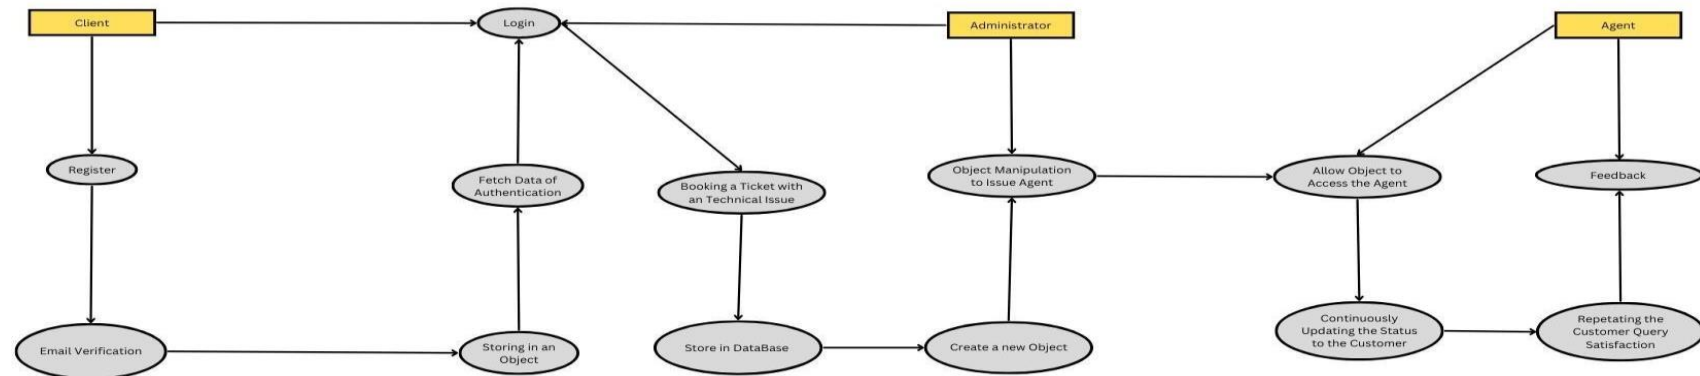 Client
Login
Administrator
Agent
Register
Fetch Data of
Authentication
Booking a Ticket with
an Technical Issue
Object Manipulation
to Issue Agent
Allow Object to
Access the Agent
Feedback
Email Verification
Storing in an
Object
Store in DataBase
Create a new Object
Continuously
Updating the Status
to the Customer
Repetating the
Customer Query
Satisfaction